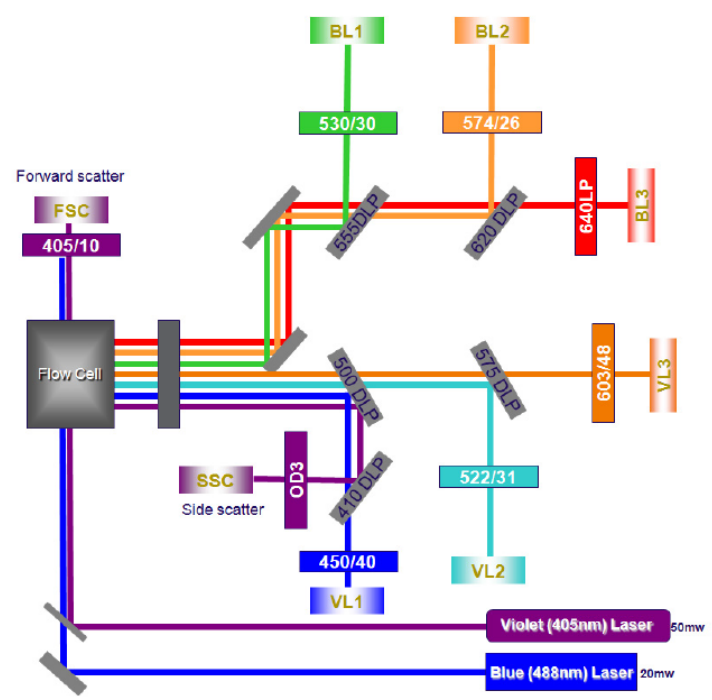 BL1
BL2
530/30
574/26
Forward scatter
FSC
405/10
555DLP
620 DLP
640LP
BL3
Flow Cell
500 DLP
575 DLP
603/48
VL3
SSC
OD3
410 DLP
522/31
Side scatter
450/40
VL2
VL1
Violet (405nm) Laser
50mw
Blue (488nm) Laser
20mw